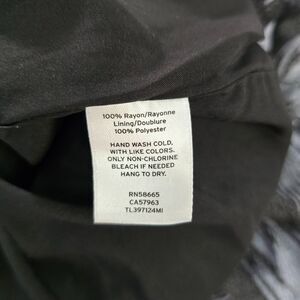 100% Rayon/Rayonne
Lining/Doublure
100% Polyester
HAND WASH COLD,
WITH LIKE COLORS.
ONLY NON-CHLORINE
BLEACH IF NEEDED
HANG TO DRY.
RN58665
CA57963
TL397124MI